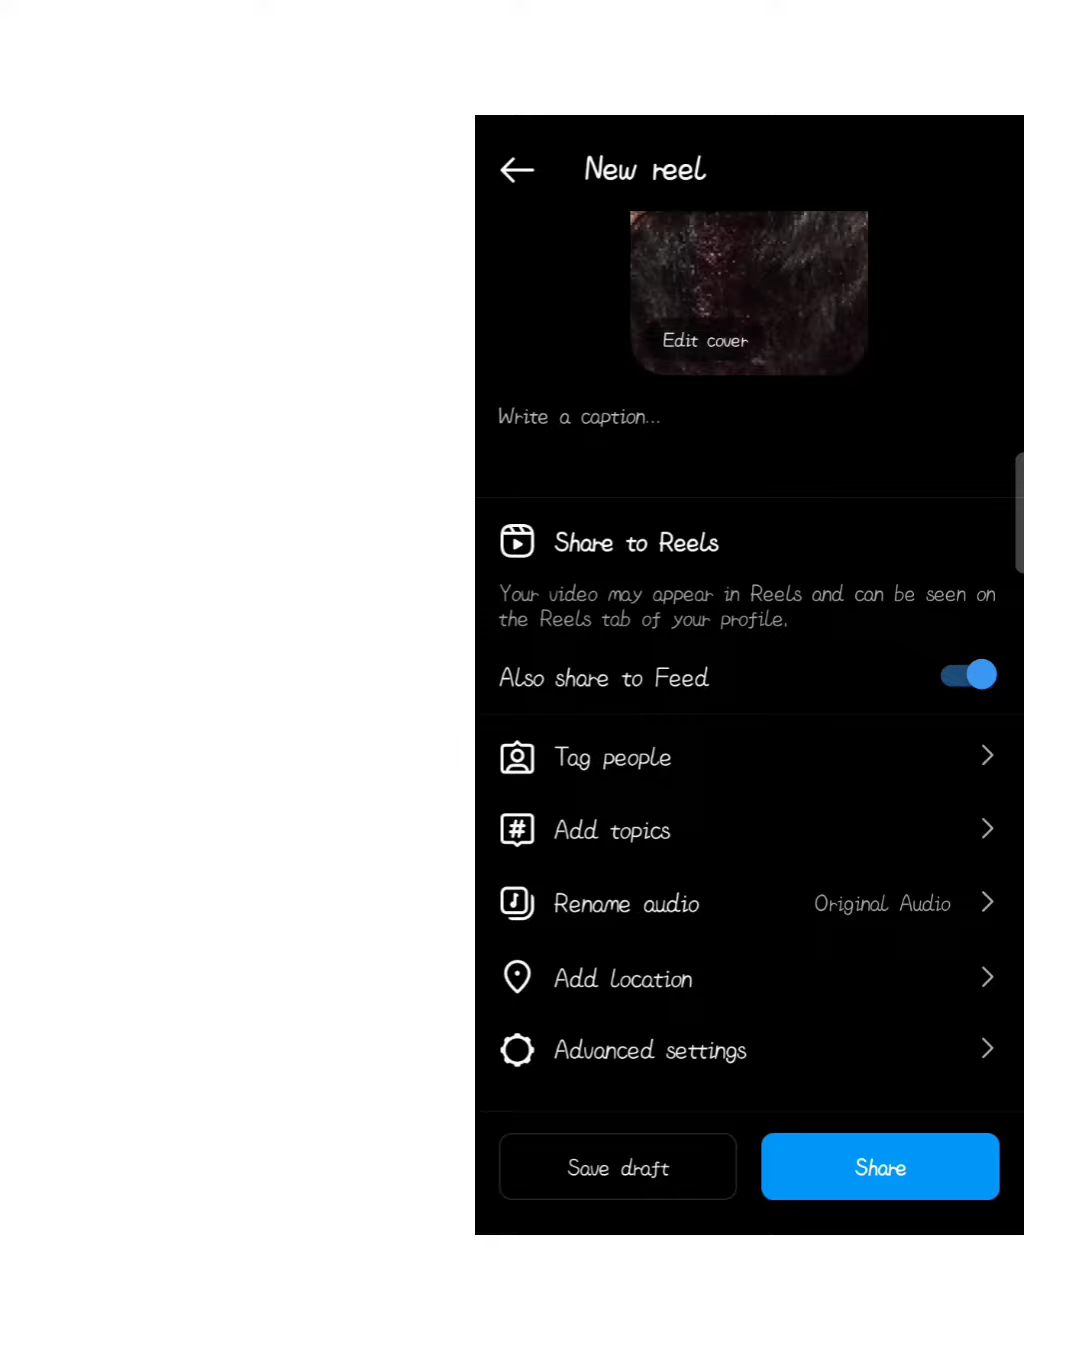 New reel
Edit cover
Write a caption...
Share to Reels
Your video may appear in Reels and can be seen on
the Reels tab of your profile.
Also share to Feed
Tag people
Add topics
Rename audio Original Audio
Add location
Advanced settings
Save draft Share